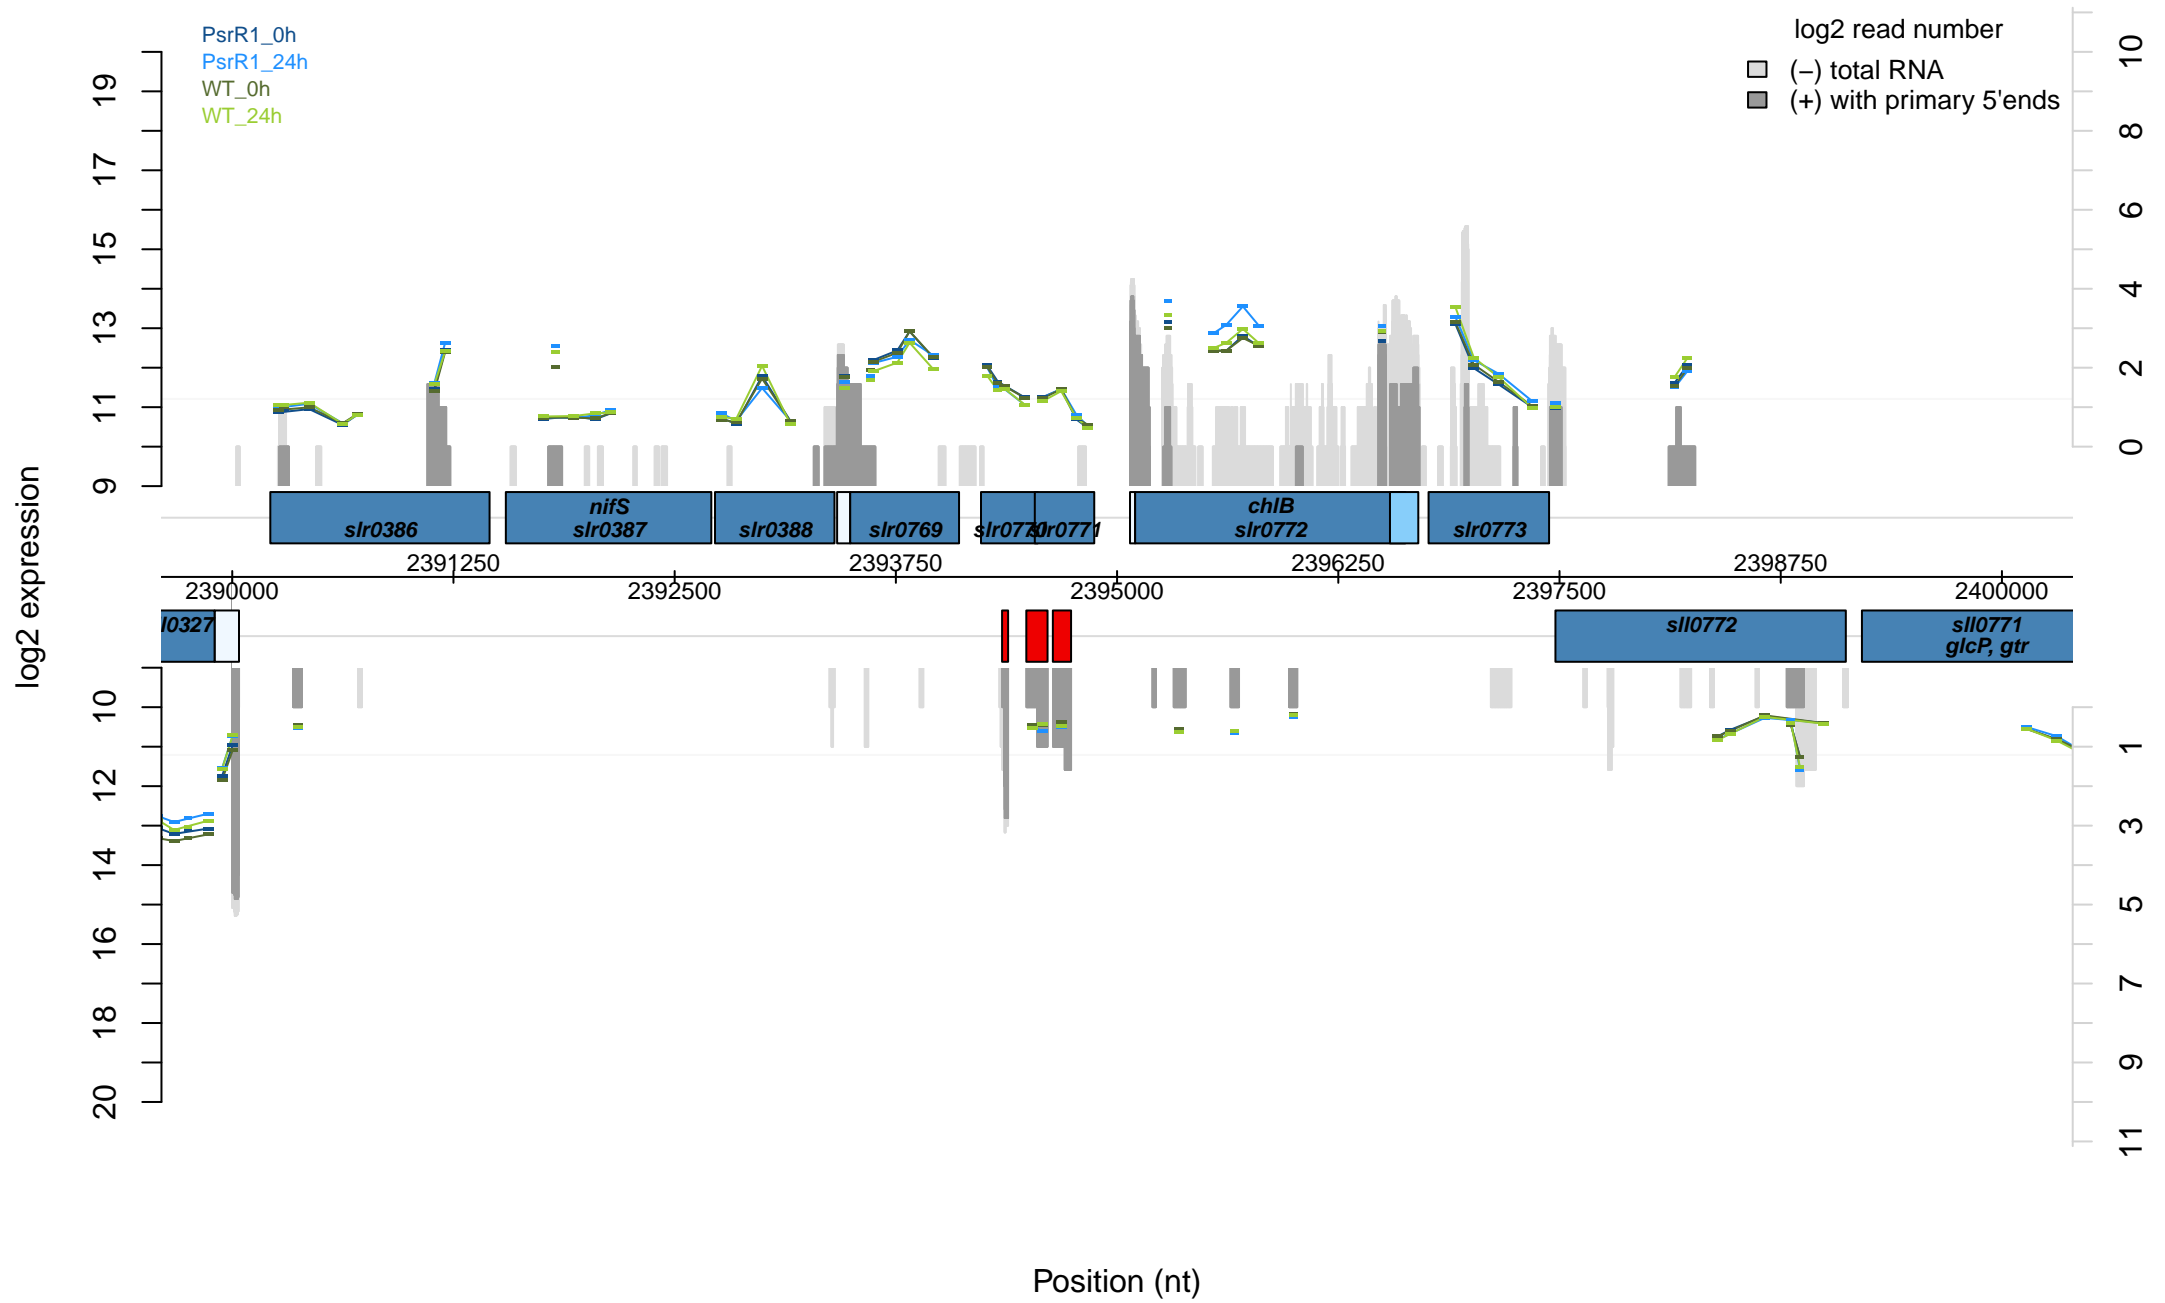 PsrR1_0h
PsrR1_24h
WT_0h
WT_24h
log2 read number
(−) total RNA
(+) with primary 5'ends
log2 expression
19
17
15
13
11
9
10
8
6
4
2
0
slr0386
nifS
slr0387
slr0388
slr0769
slr0770
slr0771
chlB
slr0772
slr0773
2391250
2393750
2396250
2398750
2390000
2392500
2395000
2397500
2400000
l0327
sll0772
sll0771
glcP, gtr
10
12
14
16
18
20
1
3
5
7
9
11
Position (nt)